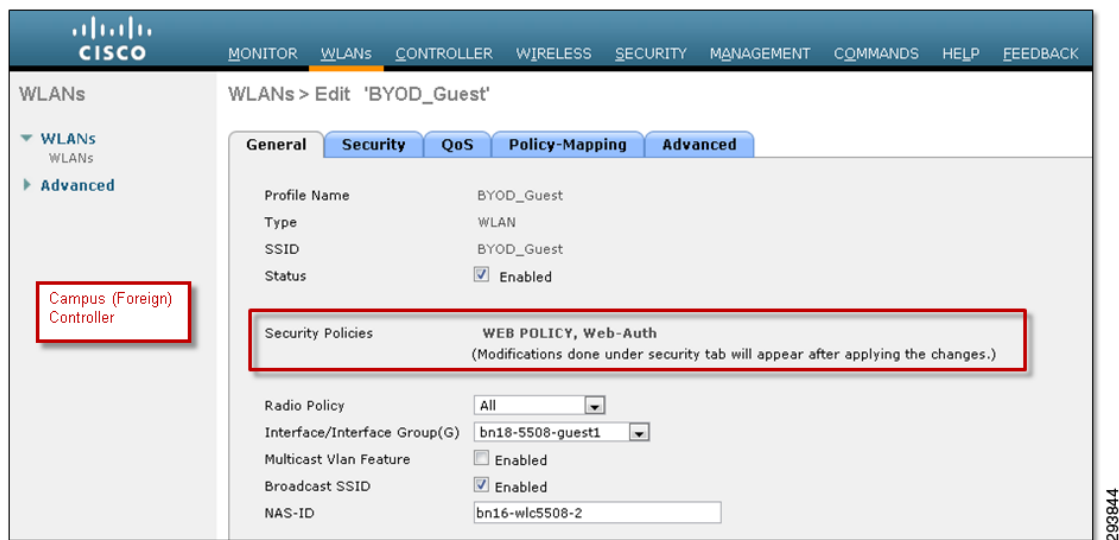 CISCO
MONITOR WLANs CONTROLLER WIRELESS SECURITY MANAGEMENT COMMANDS HELP FEEDBACK
WLANs
WLANs > Edit 'BYOD_Guest'
WLANs
WLANs
Advanced
General Security QoS Policy-Mapping Advanced
Profile Name BYOD_Guest
Type WLAN
SSID BYOD_Guest
Status Enabled
Campus (Foreign)
Controller
Security Policies WEB POLICY, Web-Auth
(Modifications done under security tab will appear after applying the changes.)
Radio Policy All
Interface/Interface Group(G) bn18-5508-guest1
Multicast Vlan Feature Enabled
Broadcast SSID Enabled
NAS-ID bn16-wlc5508-2
293844